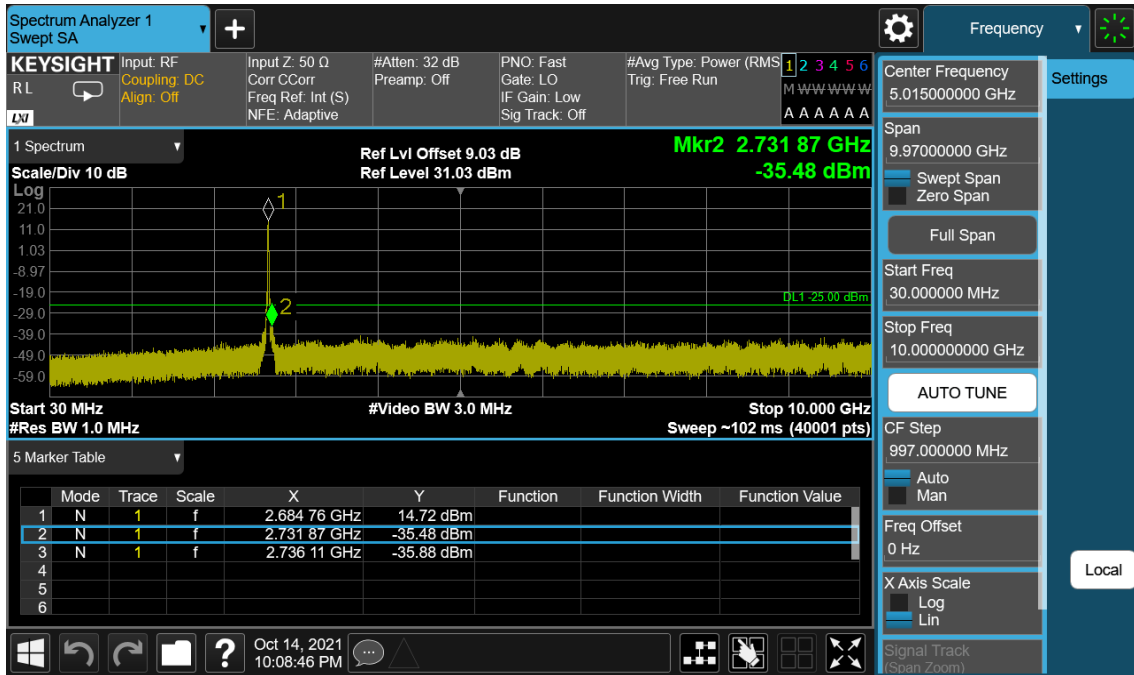 Spectrum Analyzer 1
Swept SA
+
Frequency
KEYSIGHT
R L
LXI
Input: RF
Coupling: DC
Align: Off
Input Z: 50 Ω
Corr CCorr
Freq Ref: Int (S)
NFE: Adaptive
#Atten: 32 dB
Preamp: Off
PNO: Fast
Gate: LO
IF Gain: Low
Sig Track: Off
#Avg Type: Power (RMS
Trig: Free Run
1 2 3 4 5 6
M W W W W W
A A A A A A
Center Frequency
5.015000000 GHz
Settings
Span
9.97000000 GHz
Swept Span
Zero Span
Full Span
Start Freq
30.000000 MHz
Stop Freq
10.000000000 GHz
AUTO TUNE
CF Step
997.000000 MHz
Auto
Man
Freq Offset
0 Hz
X Axis Scale
Log
Lin
Signal Track
(Span Zoom)
Local
1 Spectrum
Scale/Div 10 dB
Ref Lvl Offset 9.03 dB
Ref Level 31.03 dBm
Mkr2 2.731 87 GHz
-35.48 dBm
Log
21.0
11.0
1.03
-8.97
-19.0
-29.0
-39.0
-49.0
-59.0
1
2
DL1 -25.00 dBm
Start 30 MHz
#Video BW 3.0 MHz
Stop 10.000 GHz
#Res BW 1.0 MHz
Sweep ~102 ms (40001 pts)
5 Marker Table
Mode Trace Scale X Y Function Function Width Function Value
1 N 1 f 2.684 76 GHz 14.72 dBm
2 N 1 f 2.731 87 GHz -35.48 dBm
3 N 1 f 2.736 11 GHz -35.88 dBm
4
5
6
?
Oct 14, 2021
10:08:46 PM